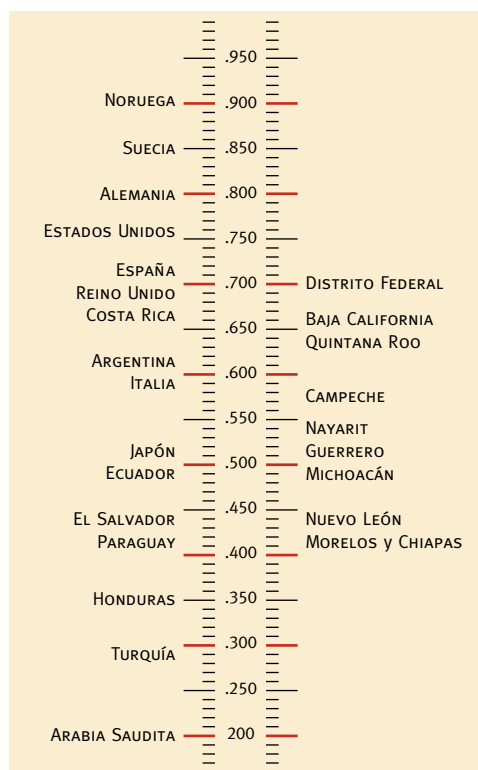 .950
NORUEGA
.900
SUECIA
.850
ALEMANIA
.800
ESTADOS UNIDOS
.750
ESPAÑA
.700
DISTRITO FEDERAL
REINO UNIDO
COSTA RICA
.650
BAJA CALIFORNIA
QUINTANA ROO
ARGENTINA
.600
ITALIA
CAMPECHE
.550
NAYARIT
JAPÓN
GUERRERO
.500
ECUADOR
MICHOACÁN
.450
EL SALVADOR
NUEVO LEÓN
PARAGUAY
MORELOS Y CHIAPAS
.400
HONDURAS
.350
.300
TURQUÍA
.250
ARABIA SAUDITA
200